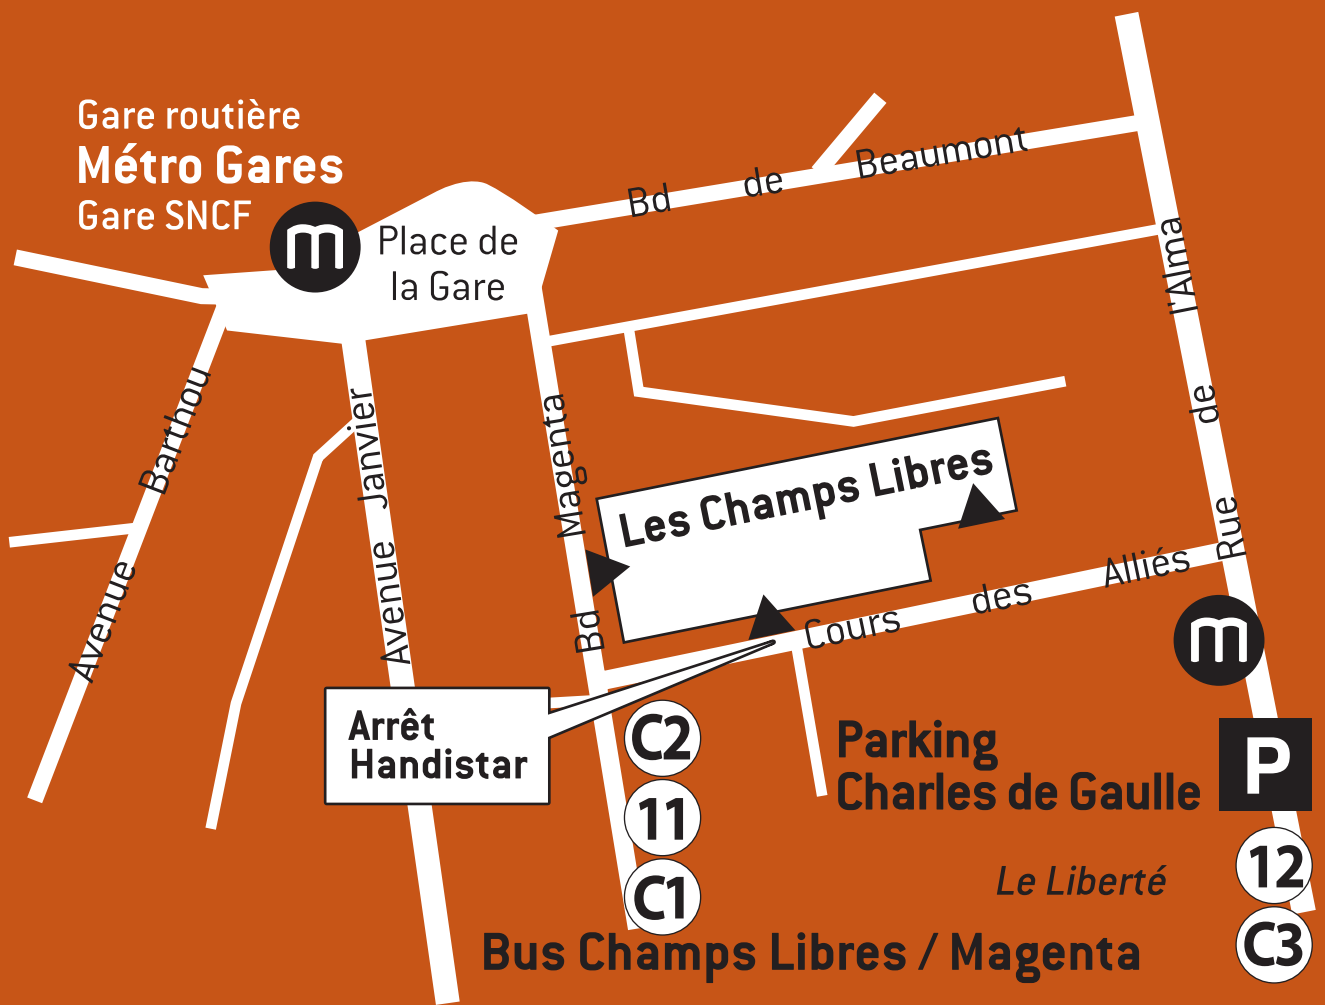 Gare routière
Métro Gares
Gare SNCF
m
Place de
la Gare
Bd de Beaumont
Rue de l'Alma
Avenue Barthou
Avenue Janvier
Bd Magenta
Les Champs Libres
Cours des Alliés
m
Arrêt
Handistar
C2
11
C1
Parking
Charles de Gaulle
P
Le Liberté
12
C3
Bus Champs Libres / Magenta